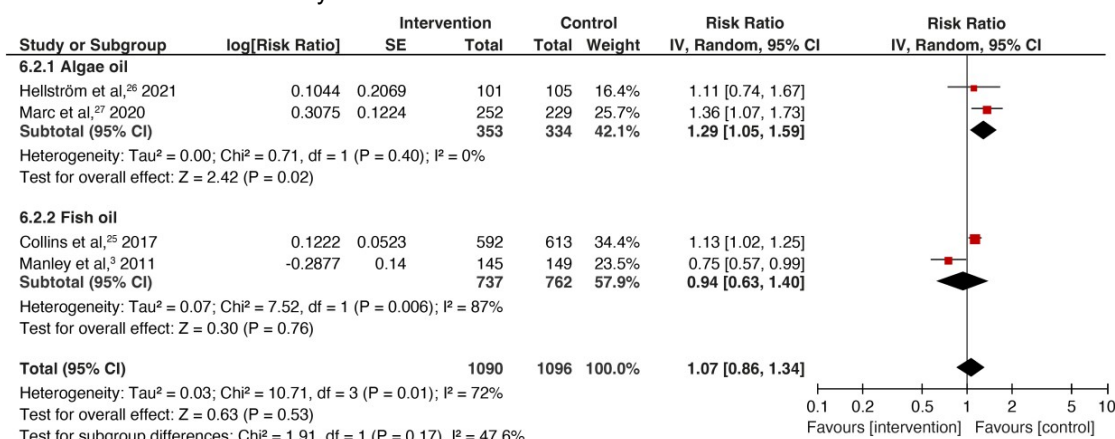 Intervention Control Risk Ratio Risk Ratio
Study or Subgroup log[Risk Ratio] SE Total Total Weight IV, Random, 95% CI IV, Random, 95% CI
6.2.1 Algae oil
Hellström et al,26 2021 0.1044 0.2069 101 105 16.4% 1.11 [0.74, 1.67]
Marc et al,27 2020 0.3075 0.1224 252 229 25.7% 1.36 [1.07, 1.73]
Subtotal (95% CI) 353 334 42.1% 1.29 [1.05, 1.59]
Heterogeneity: Tau² = 0.00; Chi² = 0.71, df = 1 (P = 0.40); I² = 0%
Test for overall effect: Z = 2.42 (P = 0.02)
6.2.2 Fish oil
Collins et al,25 2017 0.1222 0.0523 592 613 34.4% 1.13 [1.02, 1.25]
Manley et al,3 2011 -0.2877 0.14 145 149 23.5% 0.75 [0.57, 0.99]
Subtotal (95% CI) 737 762 57.9% 0.94 [0.63, 1.40]
Heterogeneity: Tau² = 0.07; Chi² = 7.52, df = 1 (P = 0.006); I² = 87%
Test for overall effect: Z = 0.30 (P = 0.76)
Total (95% CI) 1090 1096 100.0% 1.07 [0.86, 1.34]
Heterogeneity: Tau² = 0.03; Chi² = 10.71, df = 3 (P = 0.01); I² = 72%
Test for overall effect: Z = 0.63 (P = 0.53)
Test for subgroup differences: Chi² = 1.91, df = 1 (P = 0.17), I² = 47.6%
0.1 0.2 0.5 1 2 5 10
Favours [intervention] Favours [control]